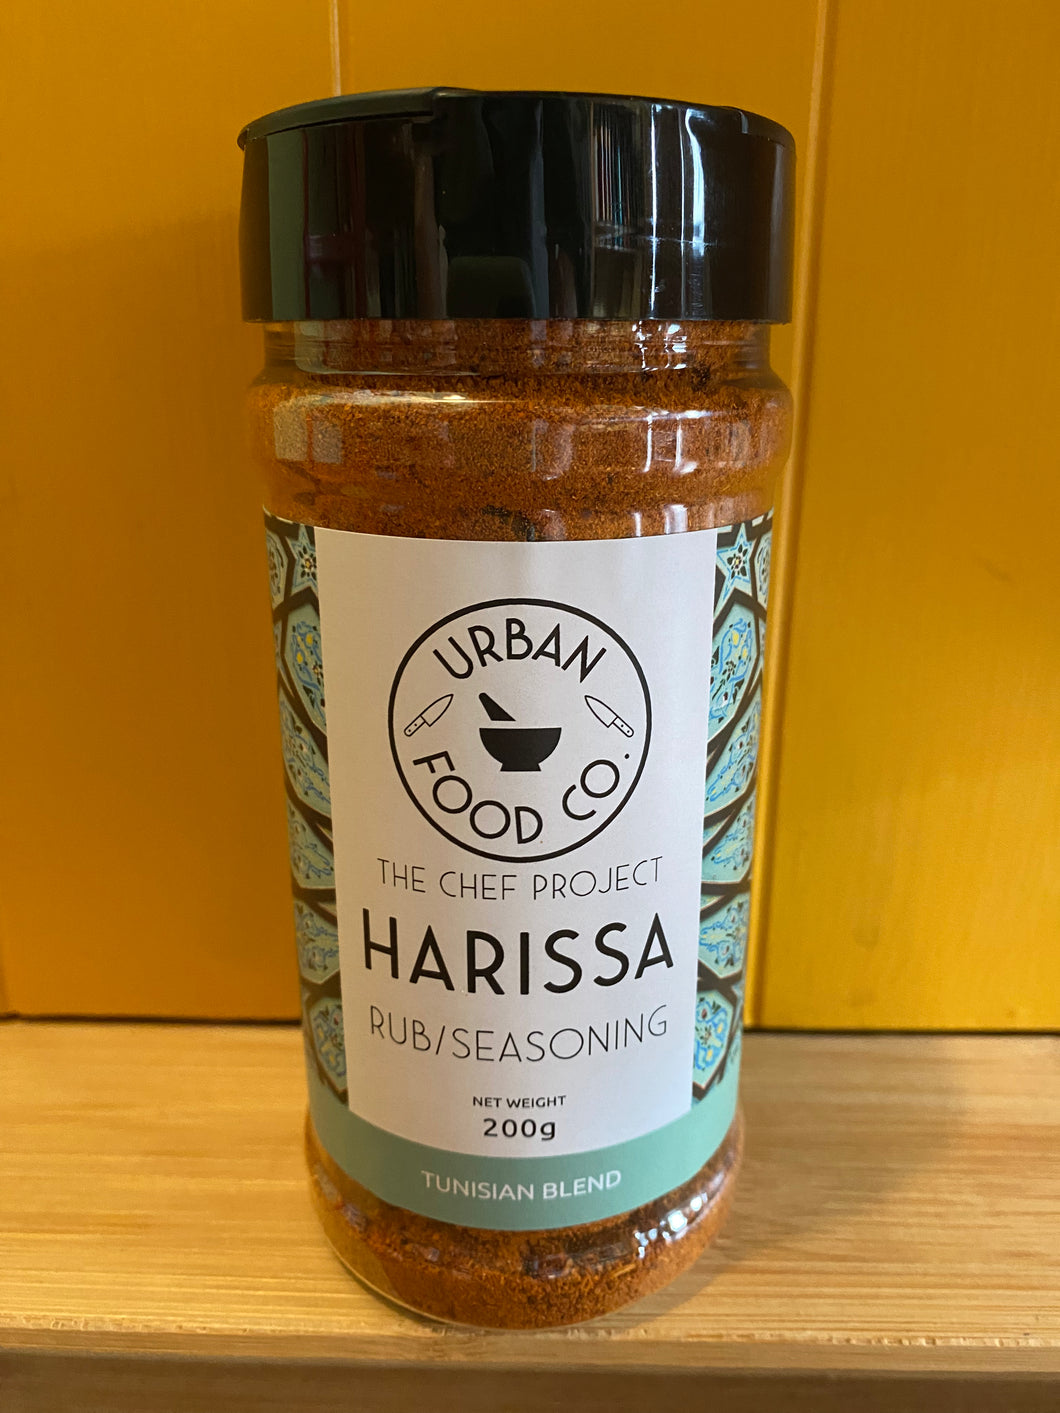 URBAN
FOOD CO.
THE CHEF PROJECT
HARISSA
RUB/SEASONING
NET WEIGHT
200g
TUNISIAN BLEND